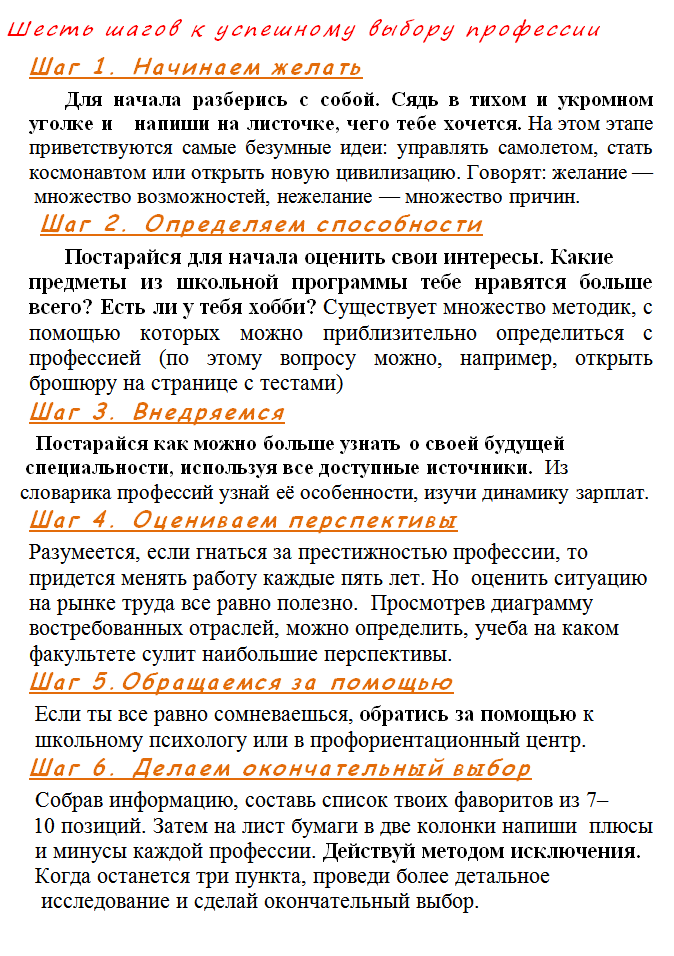 Шесть шагов к успешному выбору профессии
Шаг 1. Начинаем желать
Для начала разберись с собой. Сядь в тихом и укромном
уголке и напиши на листочке, чего тебе хочется. На этом этапе
приветствуются самые безумные идеи: управлять самолетом, стать
космонавтом или открыть новую цивилизацию. Говорят: желание —
множество возможностей, нежелание — множество причин.
Шаг 2. Определяем способности
Постарайся для начала оценить свои интересы. Какие
предметы из школьной программы тебе нравятся больше
всего? Есть ли у тебя хобби? Существует множество методик, с
помощью которых можно приблизительно определиться с
профессией (по этому вопросу можно, например, открыть
брошюру на странице с тестами)
Шаг 3. Внедряемся
Постарайся как можно больше узнать о своей будущей
специальности, используя все доступные источники. Из
словарика профессий узнай её особенности, изучи динамику зарплат.
Шаг 4. Оцениваем перспективы
Разумеется, если гнаться за престижностью профессии, то
придется менять работу каждые пять лет. Но оценить ситуацию
на рынке труда все равно полезно. Просмотрев диаграмму
востребованных отраслей, можно определить, учеба на каком
факультете сулит наибольшие перспективы.
Шаг 5. Обращаемся за помощью
Если ты все равно сомневаешься, обратись за помощью к
школьному психологу или в профориентационный центр.
Шаг 6. Делаем окончательный выбор
Собрав информацию, составь список твоих фаворитов из 7–
10 позиций. Затем на лист бумаги в две колонки напиши плюсы
и минусы каждой профессии. Действуй методом исключения.
Когда останется три пункта, проведи более детальное
исследование и сделай окончательный выбор.